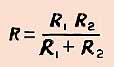 R = R₁ R₂ / (R₁ + R₂)